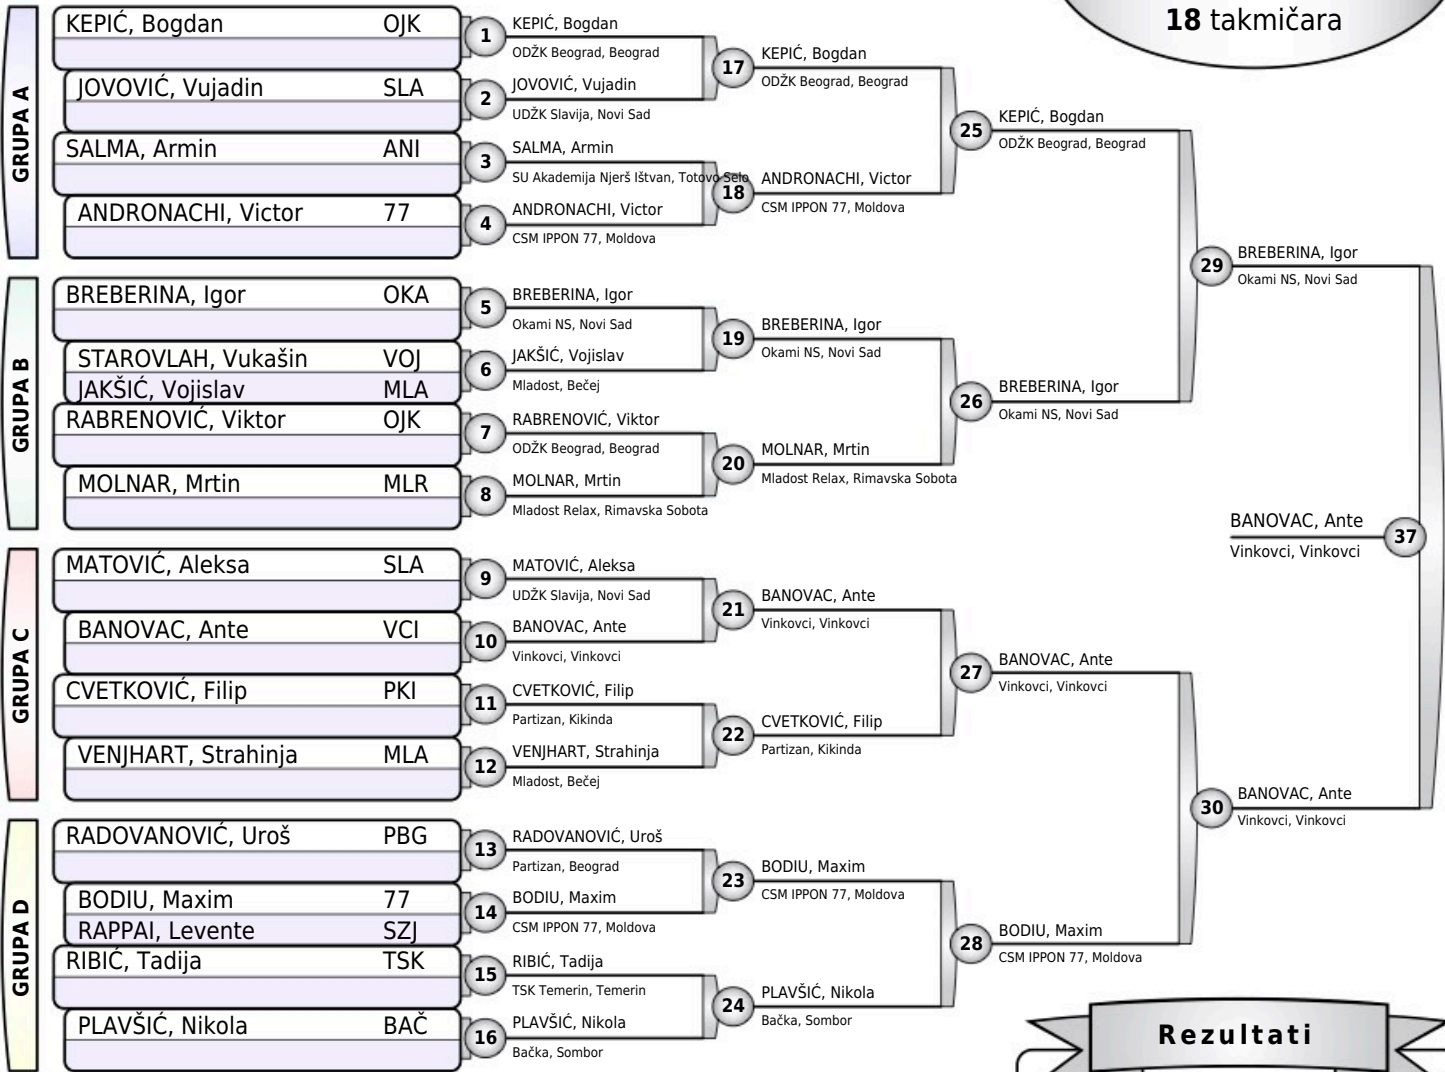 18 takmičara
GRUPA A
KEPIĆ, Bogdan OJK
JOVOVIĆ, Vujadin SLA
SALMA, Armin ANI
ANDRONACHI, Victor 77
GRUPA B
BREBERINA, Igor OKA
STAROVLAH, Vukašin VOJ
JAKŠIĆ, Vojislav MLA
RABRENOVIĆ, Viktor OJK
MOLNAR, Mrtin MLR
GRUPA C
MATOVIĆ, Aleksa SLA
BANOVAC, Ante VCI
CVETKOVIĆ, Filip PKI
VENJHART, Strahinja MLA
GRUPA D
RADOVANOVIĆ, Uroš PBG
BODIU, Maxim 77
RAPPAI, Levente SZJ
RIBIĆ, Tadija TSK
PLAVŠIĆ, Nikola BAČ
1 KEPIĆ, Bogdan
ODŽK Beograd, Beograd
2 JOVOVIĆ, Vujadin
UDŽK Slavija, Novi Sad
3 SALMA, Armin
SU Akademija Njerš Ištvan, Totovo Selo
4 ANDRONACHI, Victor
CSM IPPON 77, Moldova
5 BREBERINA, Igor
Okami NS, Novi Sad
6 JAKŠIĆ, Vojislav
Mladost, Bečej
7 RABRENOVIĆ, Viktor
ODŽK Beograd, Beograd
8 MOLNAR, Mrtin
Mladost Relax, Rimavska Sobota
9 MATOVIĆ, Aleksa
UDŽK Slavija, Novi Sad
10 BANOVAC, Ante
Vinkovci, Vinkovci
11 CVETKOVIĆ, Filip
Partizan, Kikinda
12 VENJHART, Strahinja
Mladost, Bečej
13 RADOVANOVIĆ, Uroš
Partizan, Beograd
14 BODIU, Maxim
CSM IPPON 77, Moldova
15 RIBIĆ, Tadija
TSK Temerin, Temerin
16 PLAVŠIĆ, Nikola
Bačka, Sombor
17 KEPIĆ, Bogdan
ODŽK Beograd, Beograd
18 ANDRONACHI, Victor
CSM IPPON 77, Moldova
19 BREBERINA, Igor
Okami NS, Novi Sad
20 MOLNAR, Mrtin
Mladost Relax, Rimavska Sobota
21 BANOVAC, Ante
Vinkovci, Vinkovci
22 CVETKOVIĆ, Filip
Partizan, Kikinda
23 BODIU, Maxim
CSM IPPON 77, Moldova
24 PLAVŠIĆ, Nikola
Bačka, Sombor
25 KEPIĆ, Bogdan
ODŽK Beograd, Beograd
26 BREBERINA, Igor
Okami NS, Novi Sad
27 BANOVAC, Ante
Vinkovci, Vinkovci
28 BODIU, Maxim
CSM IPPON 77, Moldova
29 BREBERINA, Igor
Okami NS, Novi Sad
30 BANOVAC, Ante
Vinkovci, Vinkovci
BANOVAC, Ante 37
Vinkovci, Vinkovci
Rezultati